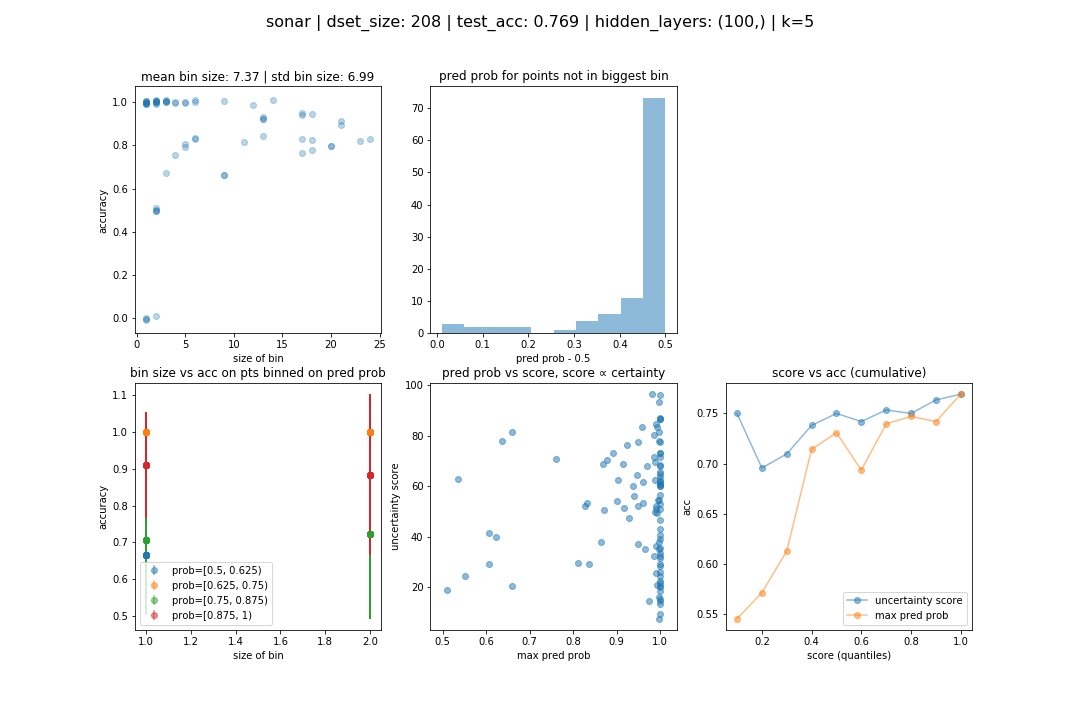 sonar | dset_size: 208 | test_acc: 0.769 | hidden_layers: (100,) | k=5
mean bin size: 7.37 | std bin size: 6.99
1.0
0.8
0.6
0.4
0.2
0.0
accuracy
0
5
10
15
20
25
size of bin
pred prob for points not in biggest bin
70
60
50
40
30
20
10
0
0.0
0.1
0.2
0.3
0.4
0.5
pred prob - 0.5
bin size vs acc on pts binned on pred prob
1.1
1.0
0.9
0.8
0.7
0.6
0.5
accuracy
prob=[0.5, 0.625)
prob=[0.625, 0.75)
prob=[0.75, 0.875)
prob=[0.875, 1)
1.0
1.2
1.4
1.6
1.8
2.0
size of bin
pred prob vs score, score ∝ certainty
100
80
60
40
20
uncertainty score
0.5
0.6
0.7
0.8
0.9
1.0
max pred prob
score vs acc (cumulative)
0.75
0.70
0.65
0.60
0.55
acc
uncertainty score
max pred prob
0.2
0.4
0.6
0.8
1.0
score (quantiles)